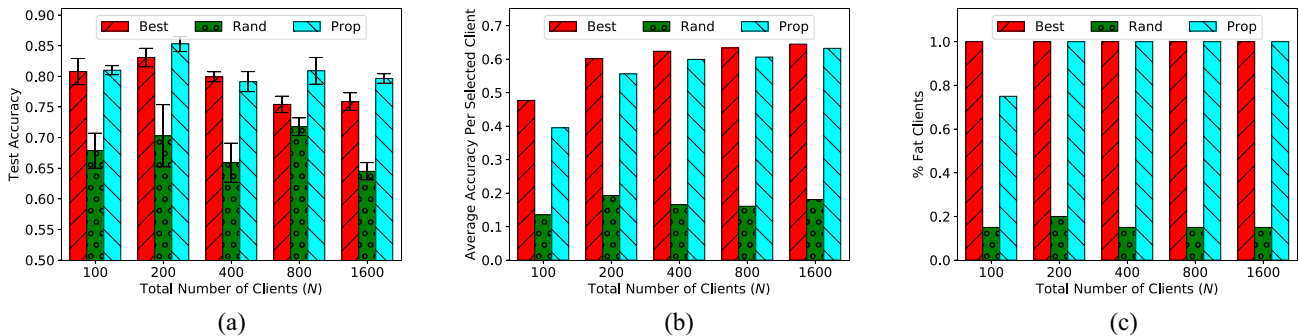 Best Rand Prop
Test Accuracy
0.90
0.85
0.80
0.75
0.70
0.65
0.60
0.55
0.50
100 200 400 800 1600
Total Number of Clients (N)
(a)
Best Rand Prop
Average Accuracy Per Selected Client
0.7
0.6
0.5
0.4
0.3
0.2
0.1
0.0
100 200 400 800 1600
Total Number of Clients (N)
(b)
Best Rand Prop
% Fat Clients
1.0
0.8
0.6
0.4
0.2
0.0
100 200 400 800 1600
Total Number of Clients (N)
(c)